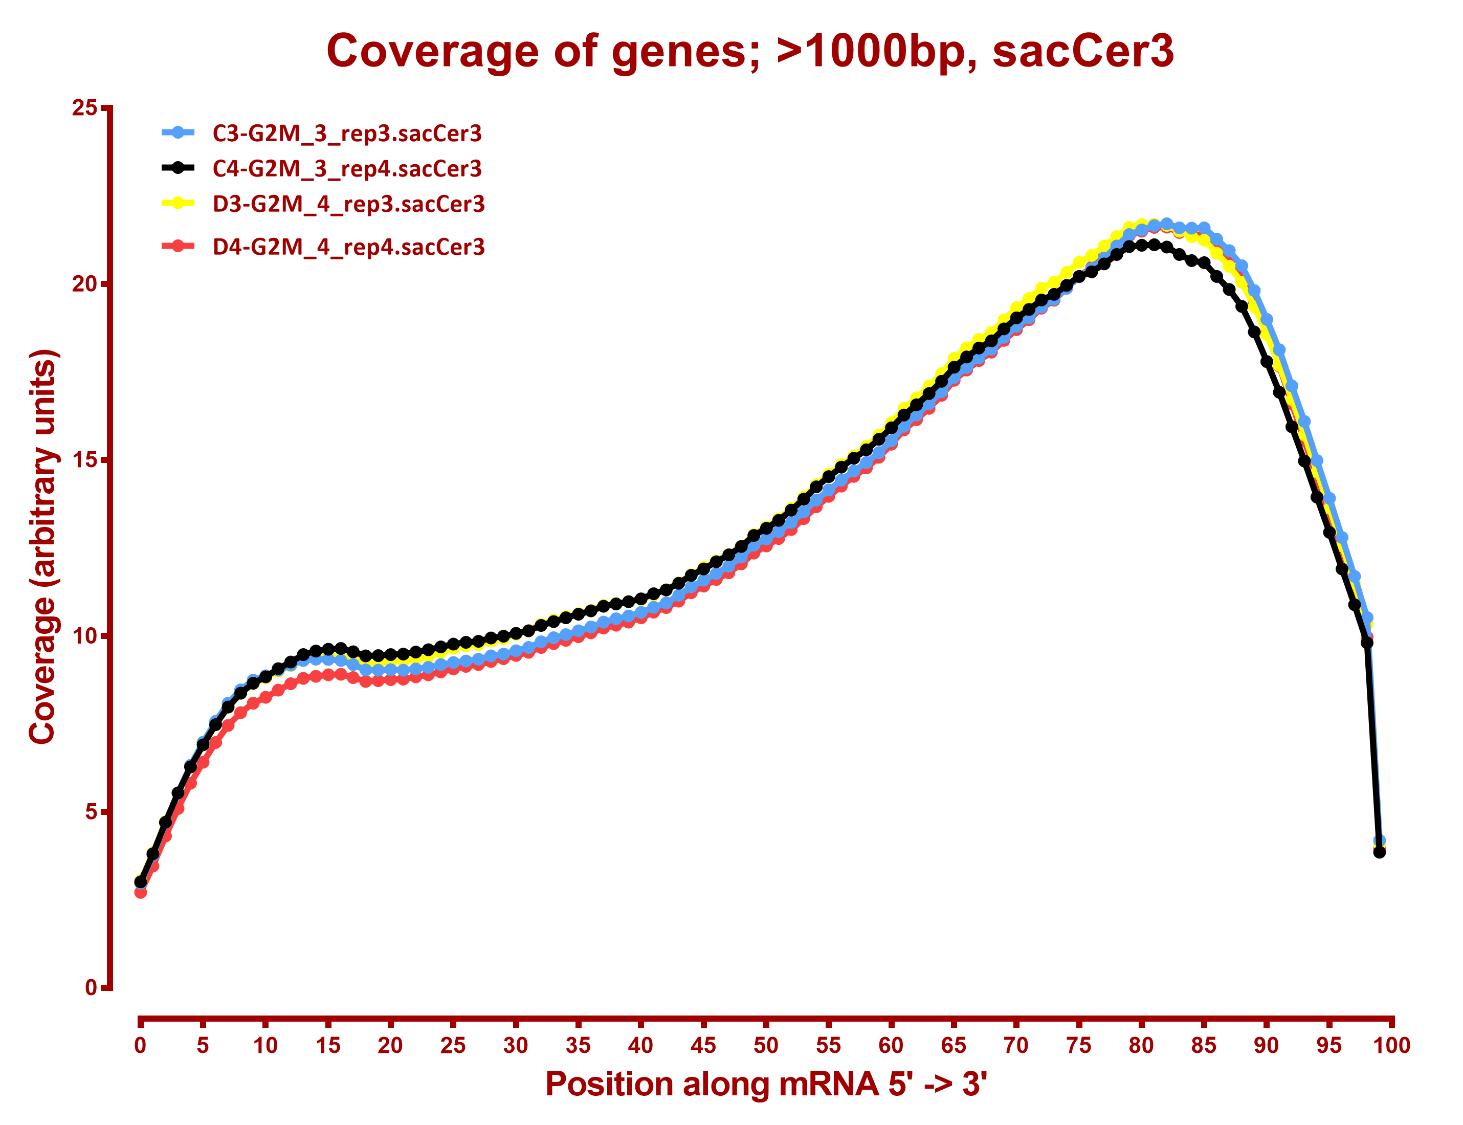 Coverage of genes; >1000bp, sacCer3
25
20
15
10
5
0
Coverage (arbitrary units)
C3-G2M_3_rep3.sacCer3
C4-G2M_3_rep4.sacCer3
D3-G2M_4_rep3.sacCer3
D4-G2M_4_rep4.sacCer3
0 5 10 15 20 25 30 35 40 45 50 55 60 65 70 75 80 85 90 95 100
Position along mRNA 5' -> 3'